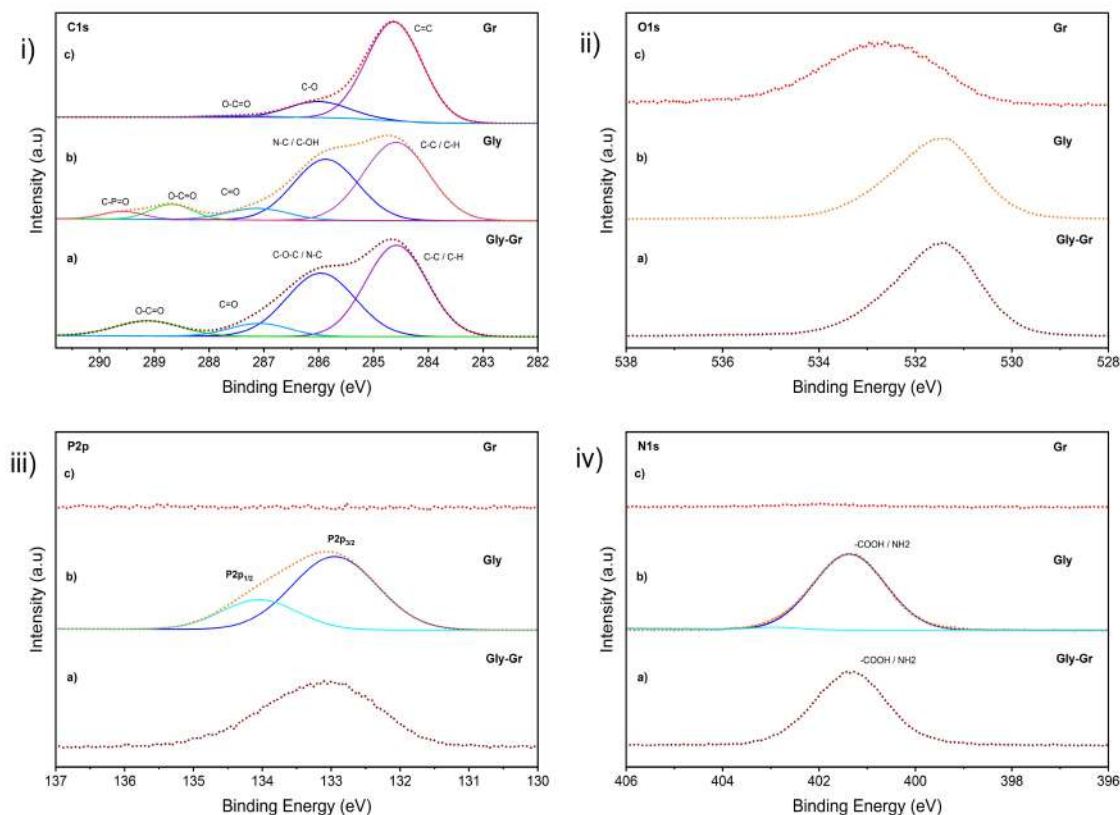 i)
C1s
Gr
c)
C=C
C-O
O-C=O
b)
Gly
N-C / C-OH
C-C / C-H
C-P=O
O-C=O
C=O
Gly-Gr
a)
C-O-C / N-C
C-C / C-H
C=O
O-C=O
Intensity (a.u)
290 289 288 287 286 285 284 283 282
Binding Energy (eV)
ii)
O1s
Gr
c)
b)
Gly
Gly-Gr
a)
Intensity (a.u)
538 536 534 532 530 528
Binding Energy (eV)
iii)
P2p
Gr
c)
P2p3/2
Gly
P2p1/2
b)
Gly-Gr
a)
Intensity (a.u)
137 136 135 134 133 132 131 130
Binding Energy (eV)
iv)
N1s
Gr
c)
-COOH / NH2
Gly
b)
Gly-Gr
-COOH / NH2
a)
Intensity (a.u)
406 404 402 400 398 396
Binding Energy (eV)